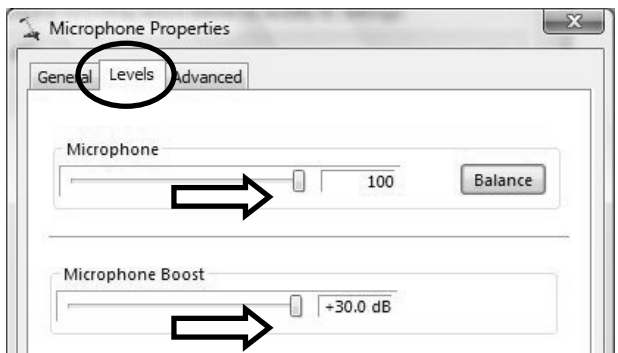 Microphone Properties
General Levels Advanced
Microphone
100 Balance
Microphone Boost
+30.0 dB